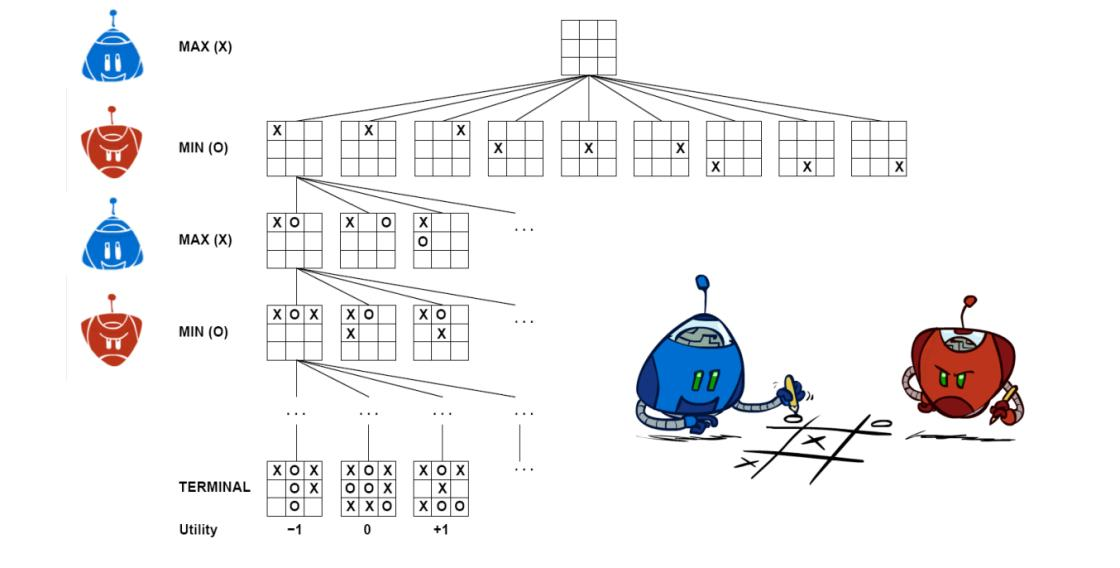 MAX (X)
X X X
MIN (O) X X X
X X X
X O X O X
...
MAX (X) O
X O X X O X O
...
MIN (O) X X
... ... ... ...
O X O
X
X O X X O X X O X ...
TERMINAL O X O O X X
O X X O X O O
Utility −1 0 +1